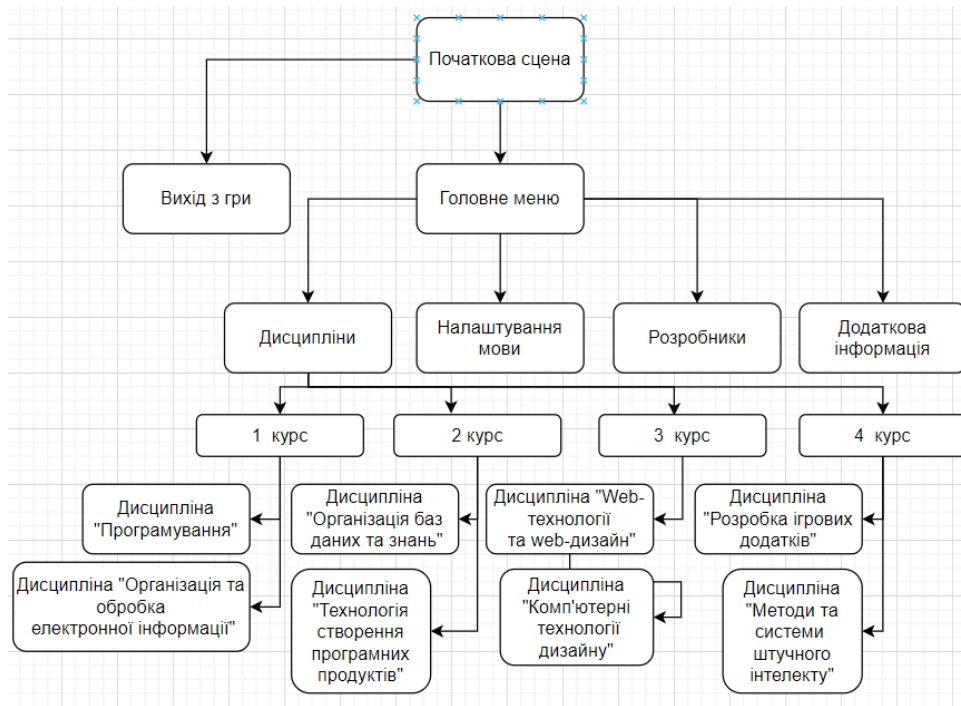 Початкова сцена
Вихід з гри
Головне меню
Дисципліни
Налаштування
мови
Розробники
Додаткова
інформація
1 курс
2 курс
3 курс
4 курс
Дисципліна
"Програмування"
Дисципліна
"Організація баз
даних та знань"
Дисципліна "Web-
технології
та web-дизайн"
Дисципліна
"Розробка ігрових
додатків"
Дисципліна "Організація та
обробка
електронної інформації"
Дисципліна
"Технологія
створення
програмних
продуктів"
Дисципліна
"Комп'ютерні
технології
дизайну"
Дисципліна
"Методи та
системи
штучного
інтелекту"